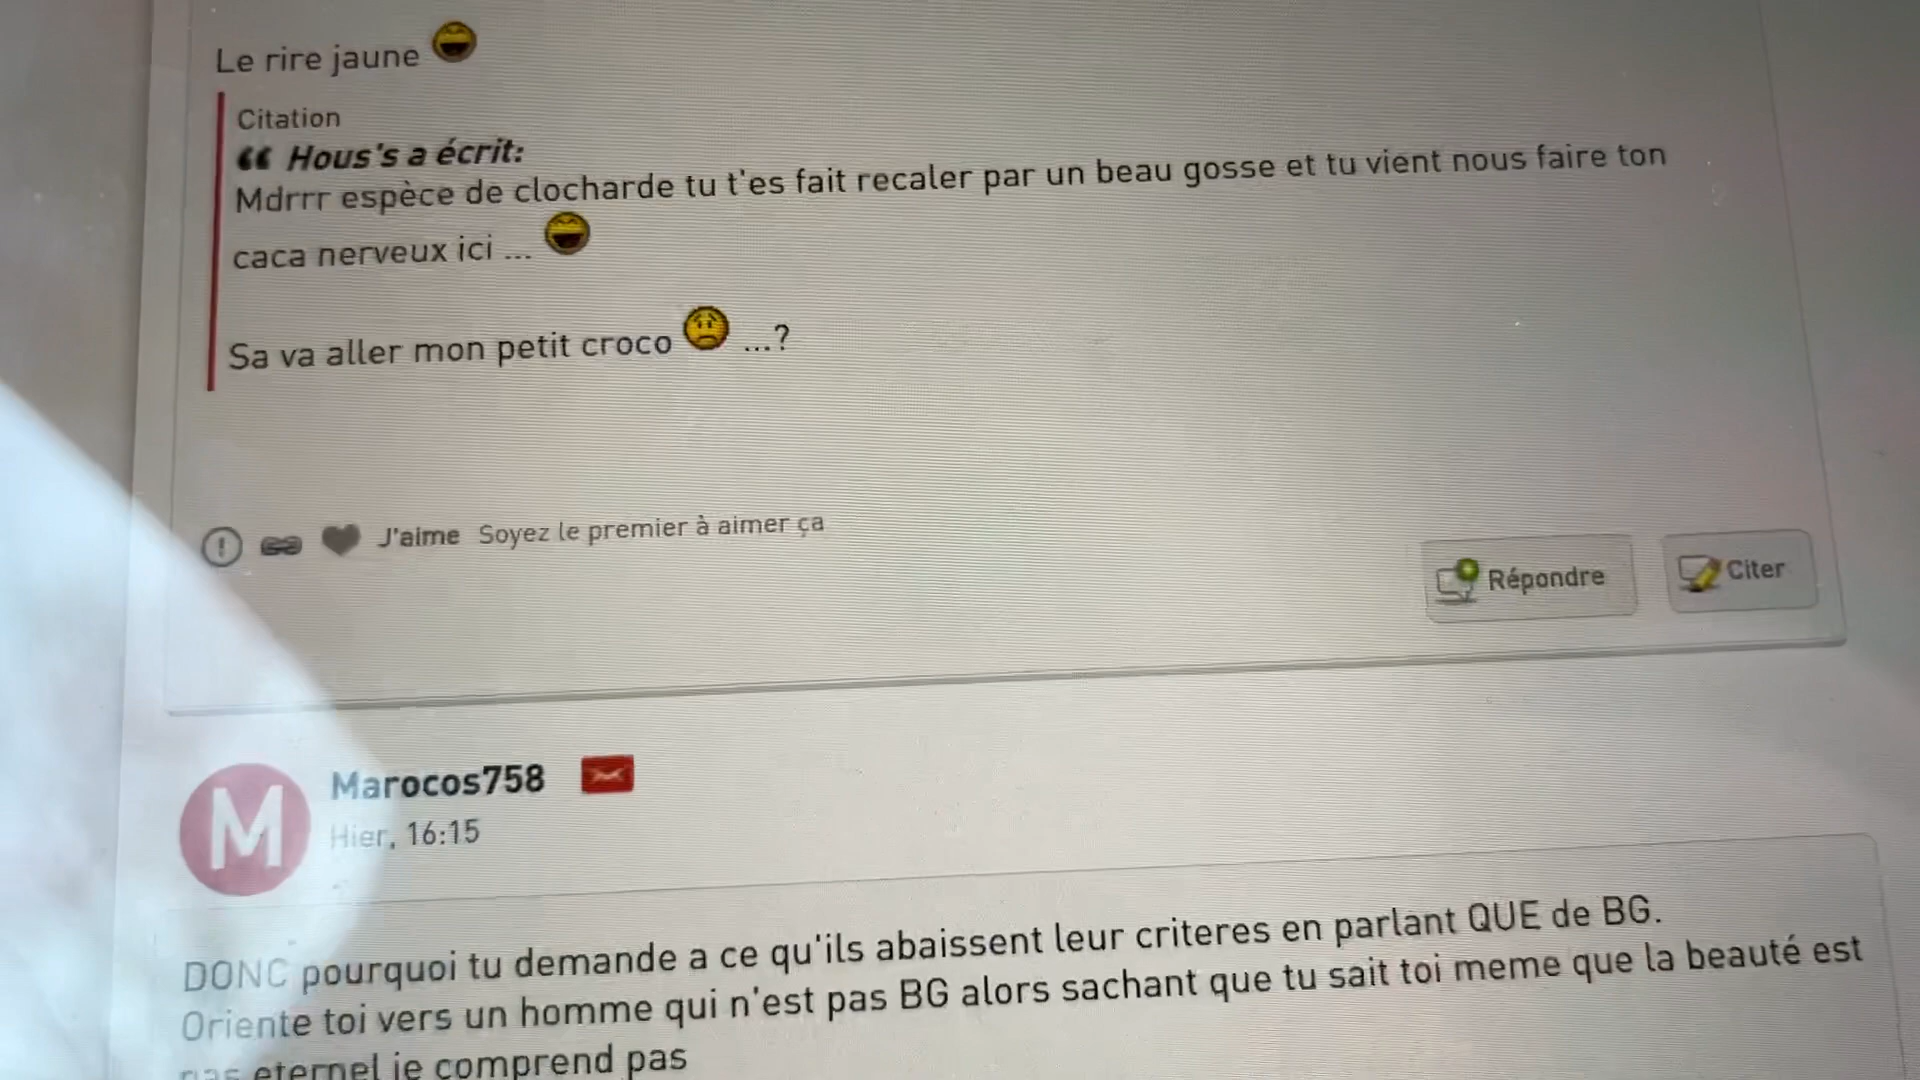 Le rire jaune
Citation
Hous's a écrit:
Mdrrr espèce de clocharde tu t'es fait recaler par un beau gosse et tu vient nous faire ton
caca nerveux ici ...
Sa va aller mon petit croco ...?
J'aime Soyez le premier à aimer ça
Répondre
Citer
M
Marocos758
Hier, 16:15
DONC pourquoi tu demande a ce qu'ils abaissent leur criteres en parlant QUE de BG.
Oriente toi vers un homme qui n'est pas BG alors sachant que tu sait toi meme que la beauté est
pas eternel je comprend pas